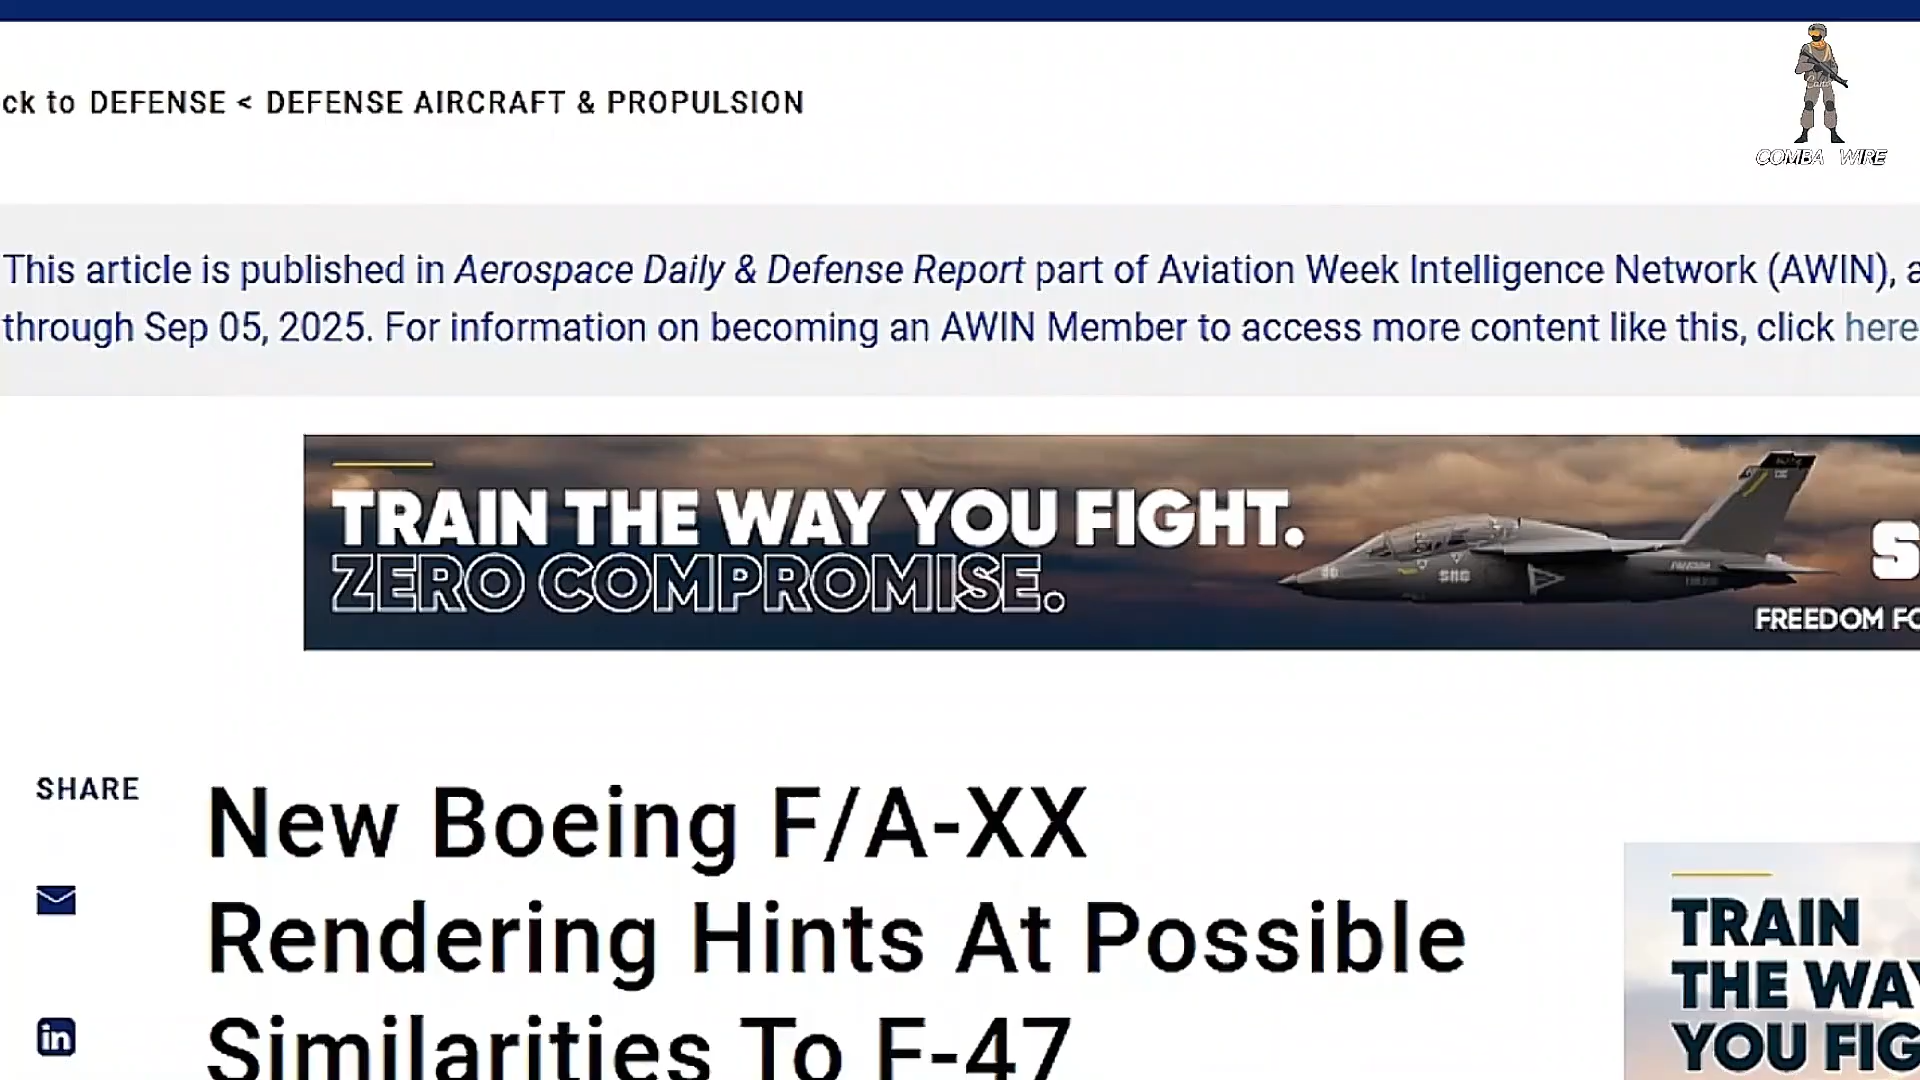 ck to DEFENSE < DEFENSE AIRCRAFT & PROPULSION
COMBA WIRE
This article is published in Aerospace Daily & Defense Report part of Aviation Week Intelligence Network (AWIN), a
through Sep 05, 2025. For information on becoming an AWIN Member to access more content like this, click here
TRAIN THE WAY YOU FIGHT.
ZERO COMPROMISE.
S
FREEDOM FO
SHARE
New Boeing F/A-XX
Rendering Hints At Possible
Similarities To F-47
in
TRAIN
THE WAY
YOU FIG